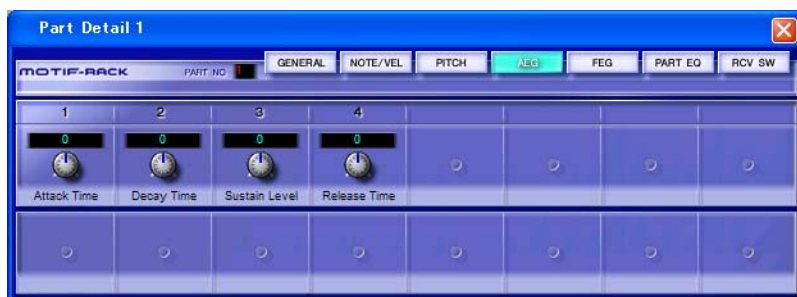 Part Detail 1
MOTIF-RACK PART NO 1 GENERAL NOTE/VEL PITCH AEG FEG PART EQ RCV SW
1 2 3 4
0 0 0 0
Attack Time Decay Time Sustain Level Release Time